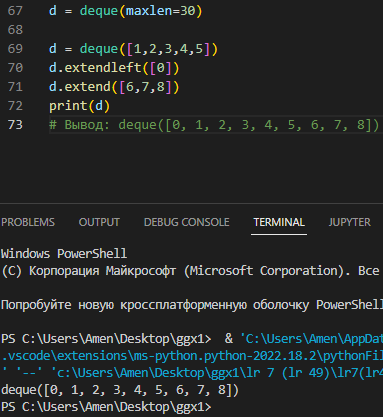 67 d = deque(maxlen=30)
68
69 d = deque([1,2,3,4,5])
70 d.extendleft([0])
71 d.extend([6,7,8])
72 print(d)
73 # Вывод: deque([0, 1, 2, 3, 4, 5, 6, 7, 8])
PROBLEMS OUTPUT DEBUG CONSOLE TERMINAL JUPYTER
Windows PowerShell
(C) Корпорация Майкрософт (Microsoft Corporation). Все
Попробуйте новую кроссплатформенную оболочку PowerShell
PS C:\Users\Amen\Desktop\ggx1> & 'C:\Users\Amen\AppDat
.vscode\extensions\ms-python.python-2022.18.2\pythonFil
' '--' 'c:\Users\Amen\Desktop\ggx1\lr 7 (lr 49)\lr7(lr4
deque([0, 1, 2, 3, 4, 5, 6, 7, 8])
PS C:\Users\Amen\Desktop\ggx1>